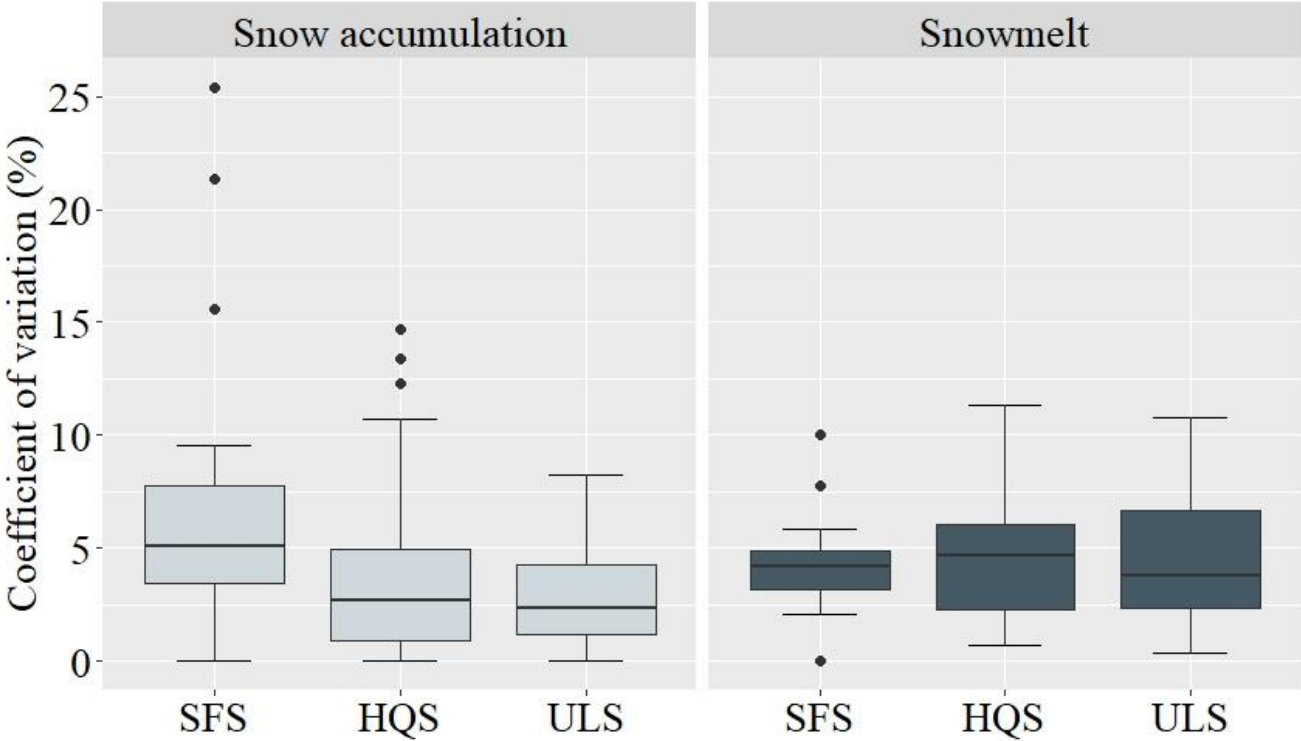 Snow accumulation
Snowmelt
Coefficient of variation (%)
25
20
15
10
5
0
SFS HQS ULS SFS HQS ULS